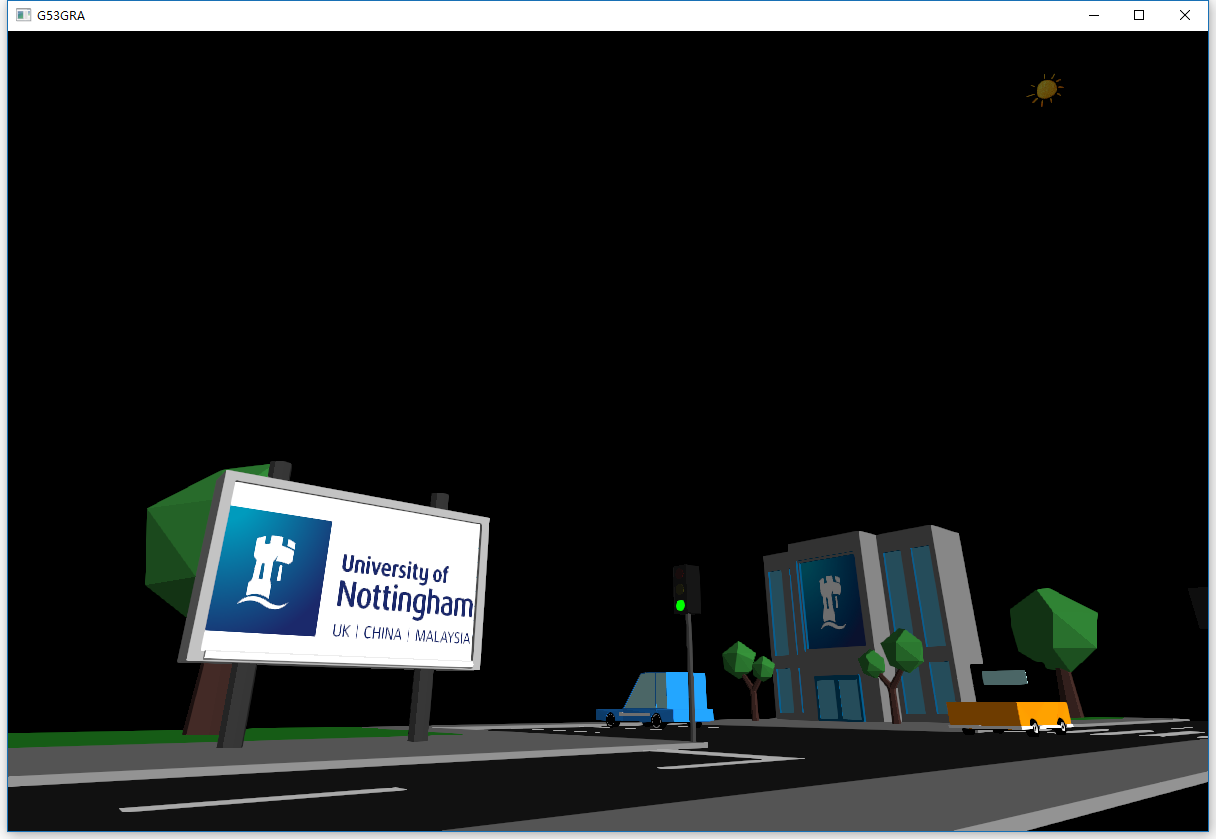 G53GRA
University of
Nottingham
UK | CHINA | MALAYSIA